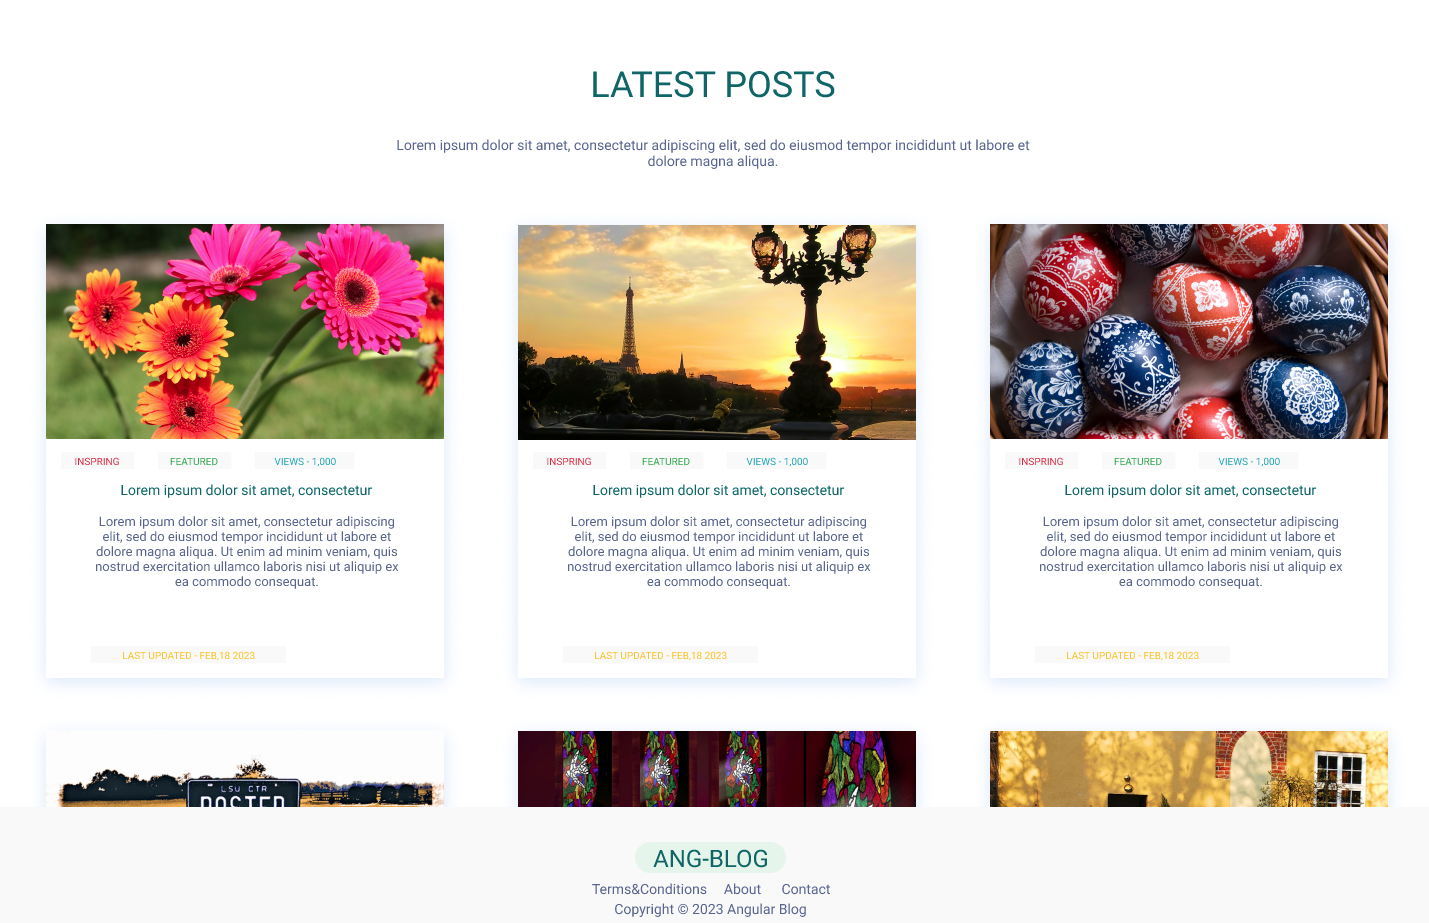 LATEST POSTS
Lorem ipsum dolor sit amet, consectetur adipiscing elit, sed do eiusmod tempor incididunt ut labore et
dolore magna aliqua.
INSPRING FEATURED VIEWS - 1,000
Lorem ipsum dolor sit amet, consectetur
Lorem ipsum dolor sit amet, consectetur adipiscing
elit, sed do eiusmod tempor incididunt ut labore et
dolore magna aliqua. Ut enim ad minim veniam, quis
nostrud exercitation ullamco laboris nisi ut aliquip ex
ea commodo consequat.
LAST UPDATED - FEB,18 2023
INSPRING FEATURED VIEWS - 1,000
Lorem ipsum dolor sit amet, consectetur
Lorem ipsum dolor sit amet, consectetur adipiscing
elit, sed do eiusmod tempor incididunt ut labore et
dolore magna aliqua. Ut enim ad minim veniam, quis
nostrud exercitation ullamco laboris nisi ut aliquip ex
ea commodo consequat.
LAST UPDATED - FEB,18 2023
INSPRING FEATURED VIEWS - 1,000
Lorem ipsum dolor sit amet, consectetur
Lorem ipsum dolor sit amet, consectetur adipiscing
elit, sed do eiusmod tempor incididunt ut labore et
dolore magna aliqua. Ut enim ad minim veniam, quis
nostrud exercitation ullamco laboris nisi ut aliquip ex
ea commodo consequat.
LAST UPDATED - FEB,18 2023
LSU CTR
ANG-BLOG
Terms&Conditions About Contact
Copyright © 2023 Angular Blog